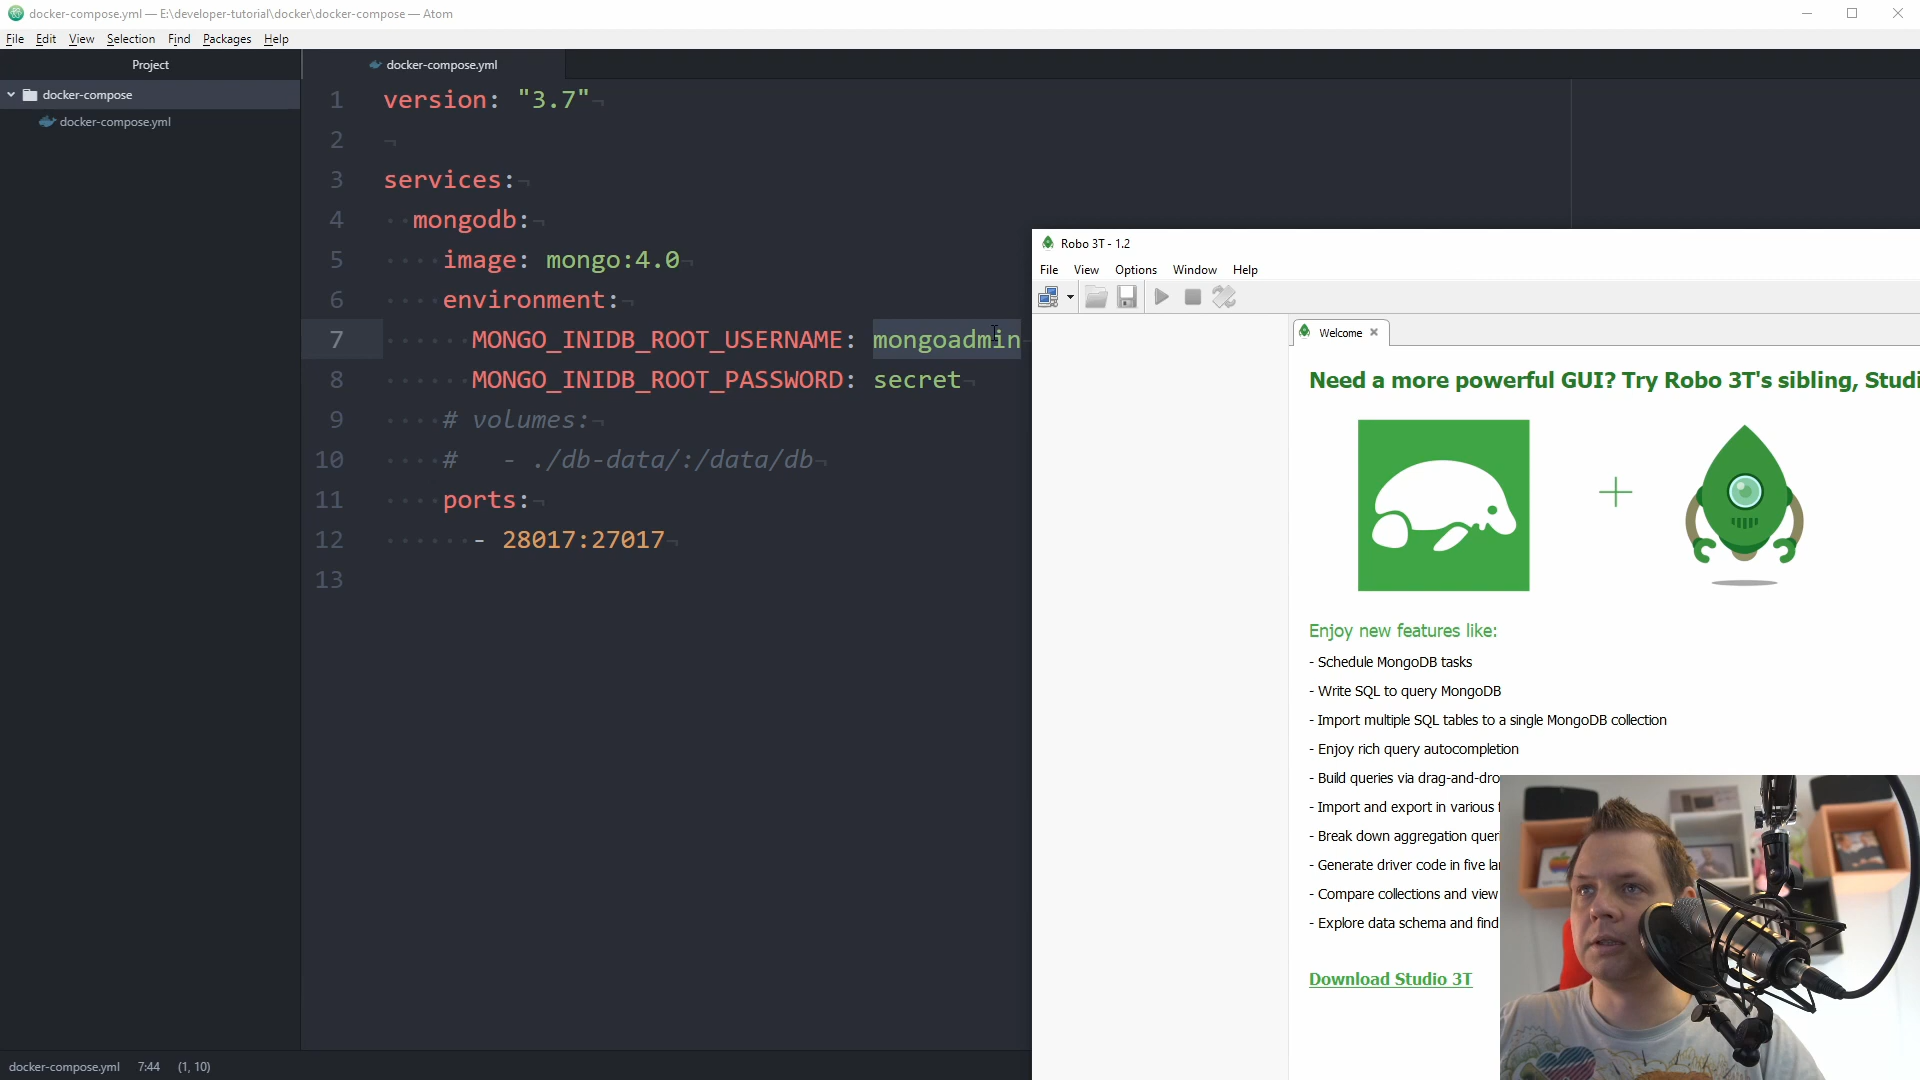 docker-compose.yml — E:\developer-tutorial\docker\docker-compose — Atom
File Edit View Selection Find Packages Help
Project
docker-compose
docker-compose.yml
docker-compose.yml
1 version: "3.7"
2
3 services:
4 mongodb:
5 image: mongo:4.0
6 environment:
7 MONGO_INIDB_ROOT_USERNAME: mongoadmin
8 MONGO_INIDB_ROOT_PASSWORD: secret
9 # volumes:
10 # - ./db-data/:/data/db
11 ports:
12 - 28017:27017
13
docker-compose.yml 7:44 (1, 10)
Robo 3T - 1.2
File View Options Window Help
Welcome
Need a more powerful GUI? Try Robo 3T's sibling, Studi
Enjoy new features like:
- Schedule MongoDB tasks
- Write SQL to query MongoDB
- Import multiple SQL tables to a single MongoDB collection
- Enjoy rich query autocompletion
- Build queries via drag-and-dro
- Import and export in various
- Break down aggregation quer
- Generate driver code in five la
- Compare collections and view
- Explore data schema and find
Download Studio 3T